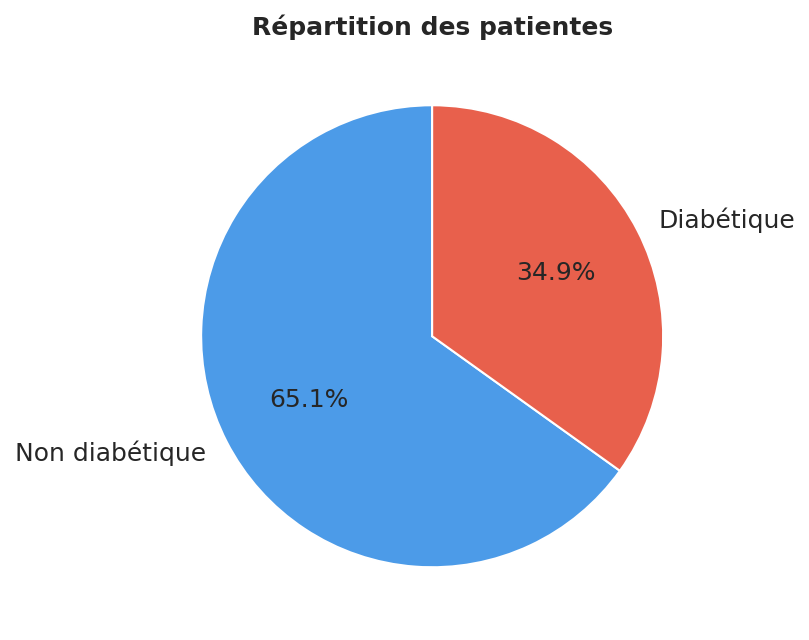 Répartition des patientes
Diabétique
34.9%
65.1%
Non diabétique